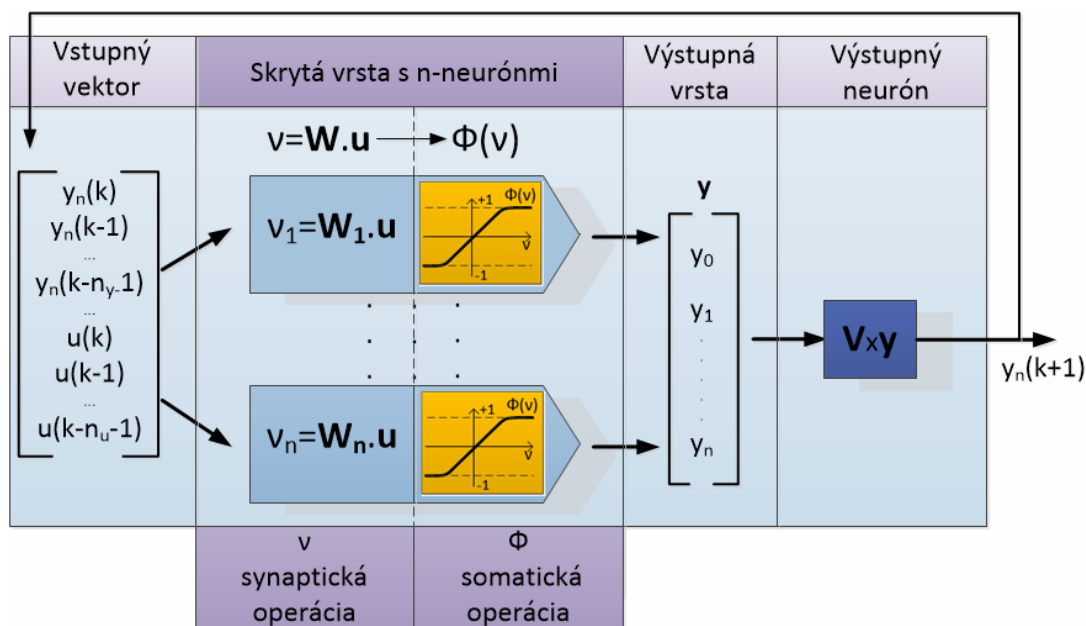 Vstupný
vektor
Skrytá vrsta s n-neurónmi
Výstupná
vrsta
Výstupný
neurón
ν=W.u
Φ(ν)
yn(k)
yn(k-1)
...
yn(k-ny-1)
...
u(k)
u(k-1)
...
u(k-nu-1)
ν1=W1.u
+1 Φ(ν)
ν
-1
. . .
. . .
. . .
νn=Wn.u
+1 Φ(ν)
ν
-1
y
y0
y1
.
.
.
.
.
yn
Vxy
yn(k+1)
ν
synaptická
operácia
Φ
somatická
operácia